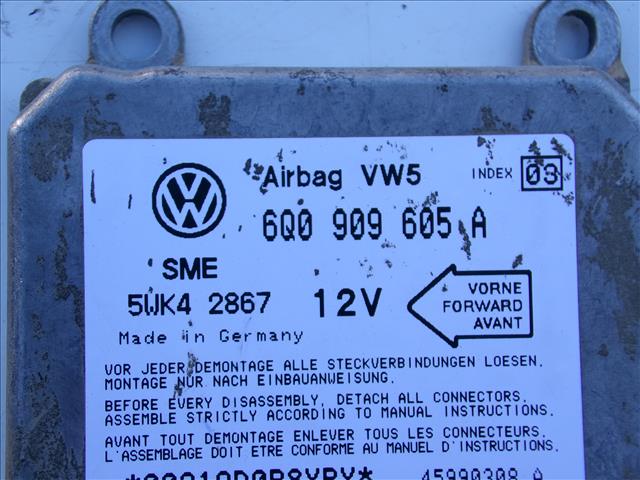 Airbag VW5 INDEX 03
6Q0 909 605 A
SME
5WK4 2867 12V
VORNE
FORWARD
AVANT
Made in Germany
VOR JEDER DEMONTAGE ALLE STECKVERBINDUNGEN LOESEN.
MONTAGE NUR NACH EINBAUANWEISUNG.
BEFORE EVERY DISASSEMBLY, DETACH ALL CONNECTORS.
ASSEMBLE STRICTLY ACCORDING TO MANUAL INSTRUCTIONS.
AVANT TOUT DEMONTAGE ENLEVER TOUS LES CONNECTEURS.
L'ASSEMBLAGE DOIT ETRE CONFORME AU MANUEL D'INSTRUCTIONS.
45990308 A